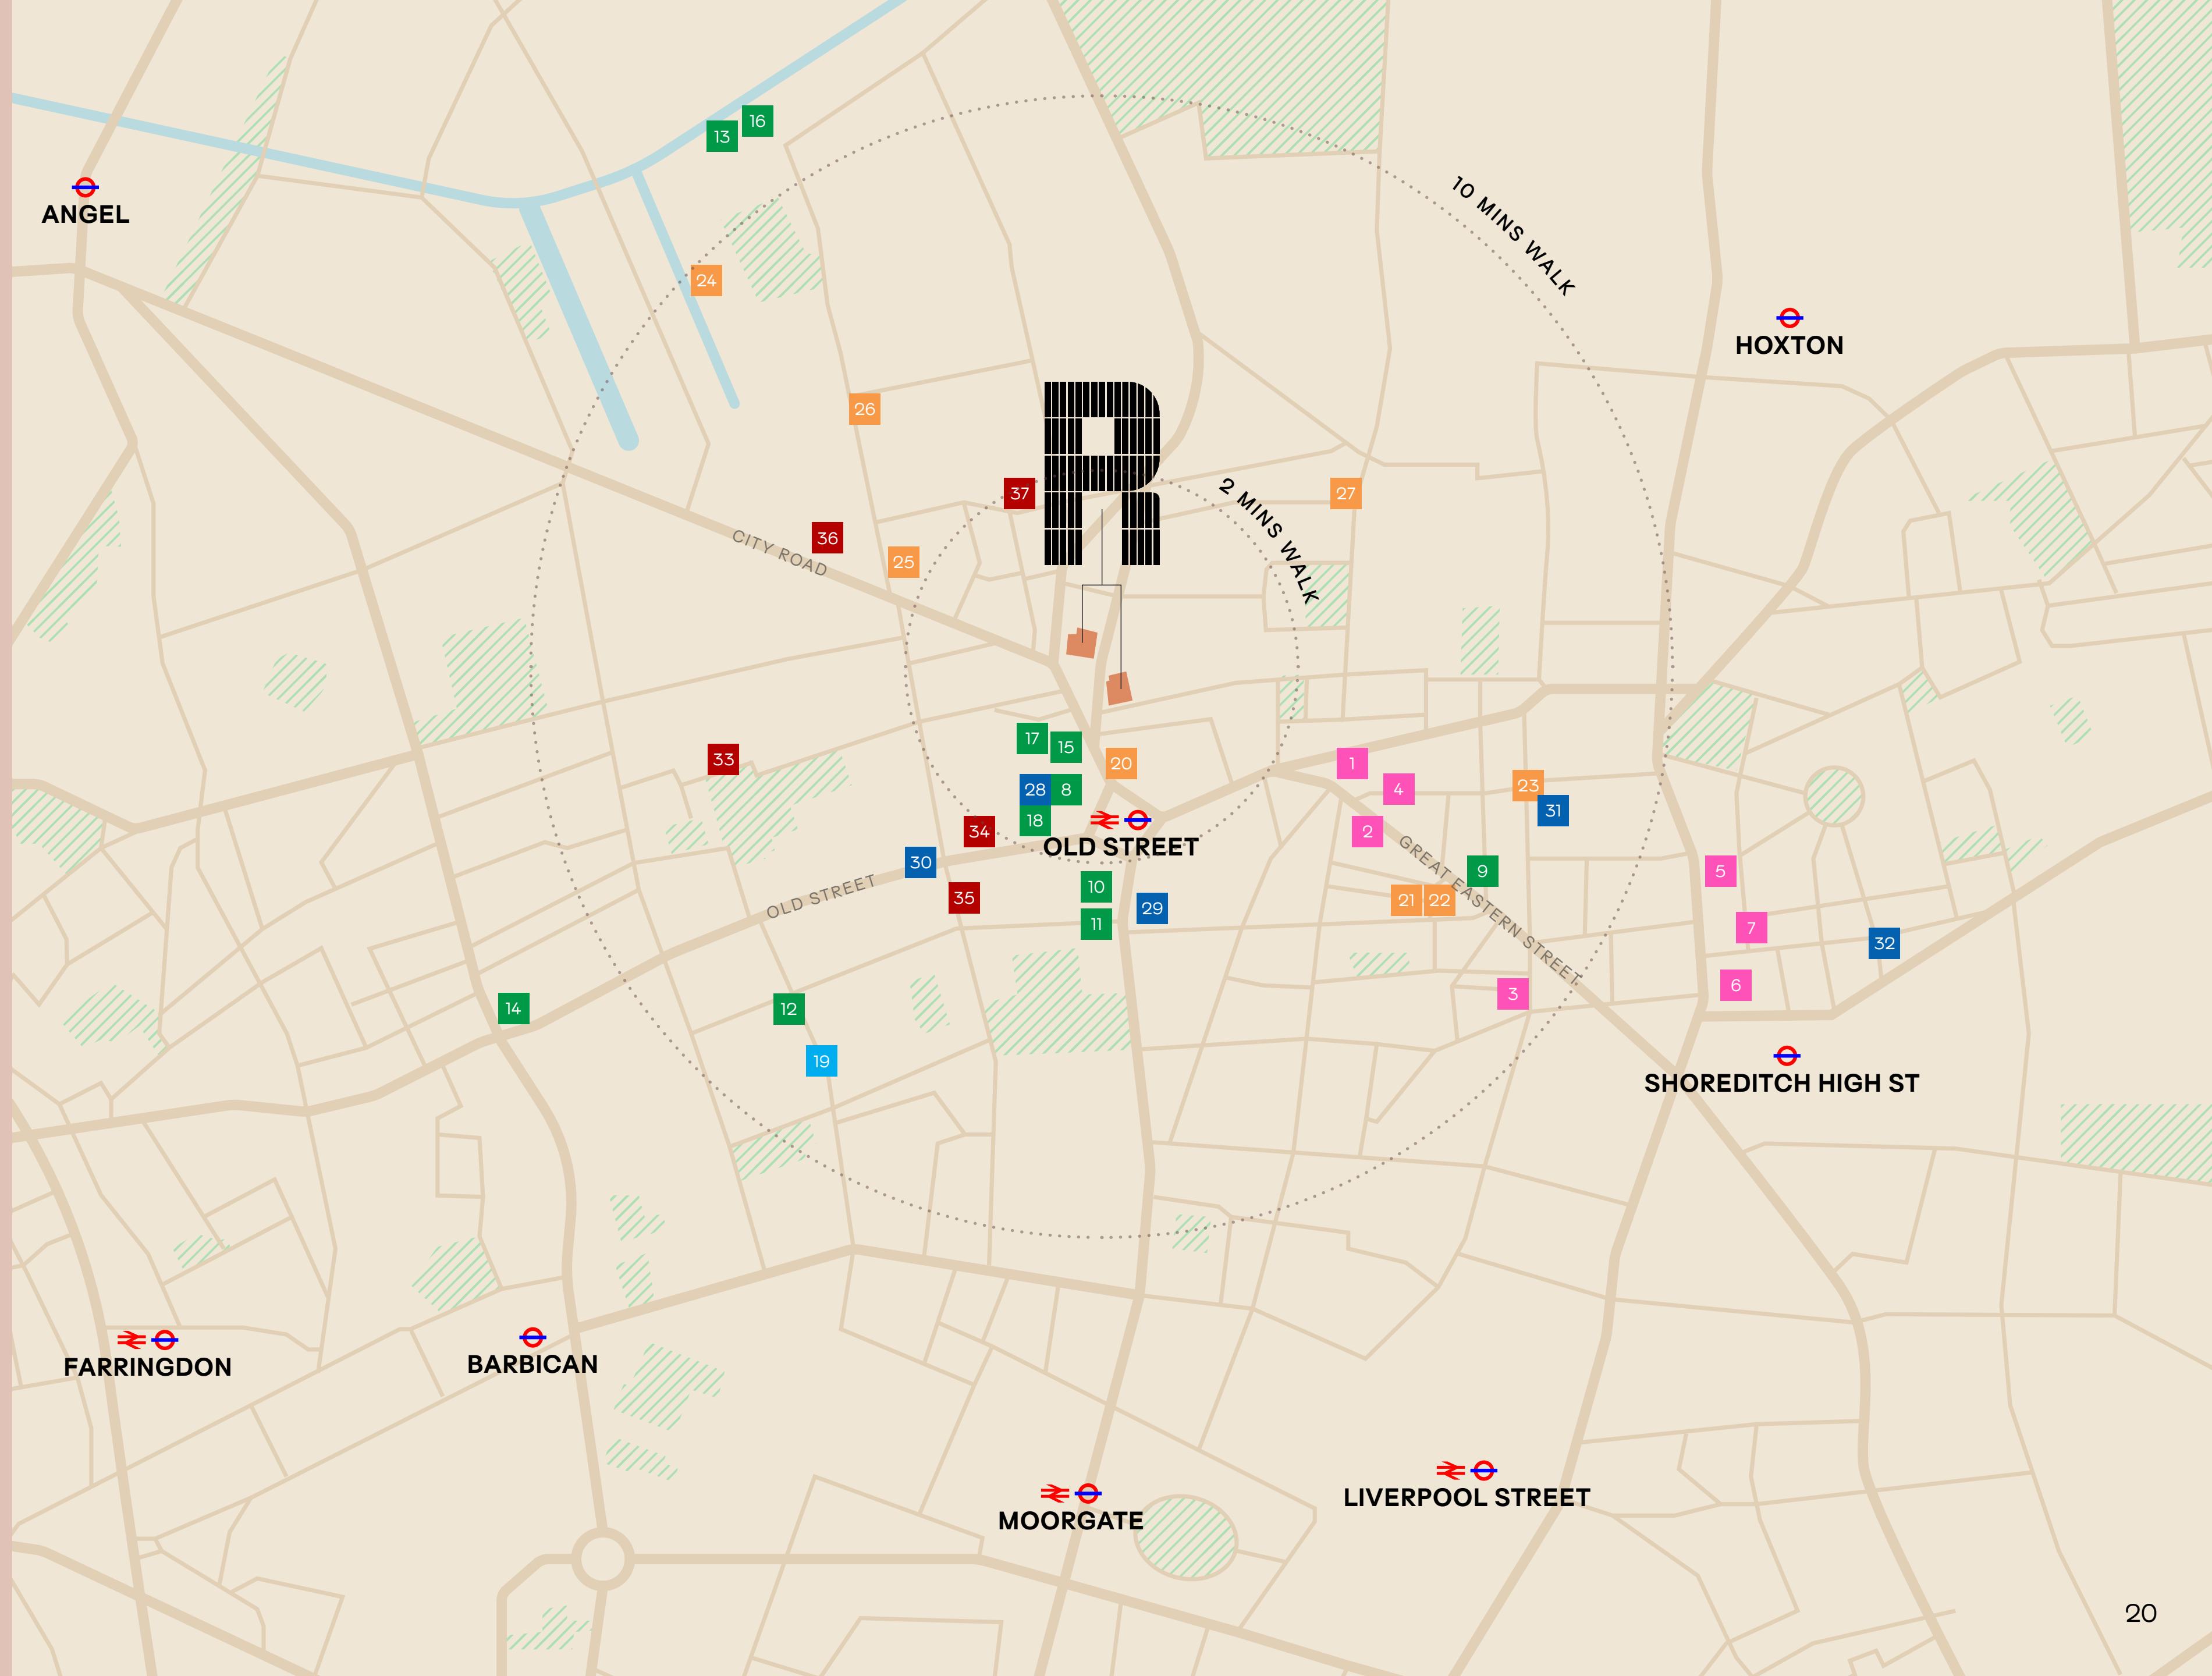 16
13
10 MINS WALK
ANGEL
24
HOXTON
26
R
37
2 MINS WALK
27
36
CITY ROAD
25
17
15
33
20
1
28
8
4
23
31
18
OLD STREET
34
2
30
GREAT EASTERN STREET
5
9
10
OLD STREET
35
21
22
29
11
7
32
6
3
14
12
19
SHOREDITCH HIGH ST
FARRINGDON
BARBICAN
LIVERPOOL STREET
MOORGATE
20